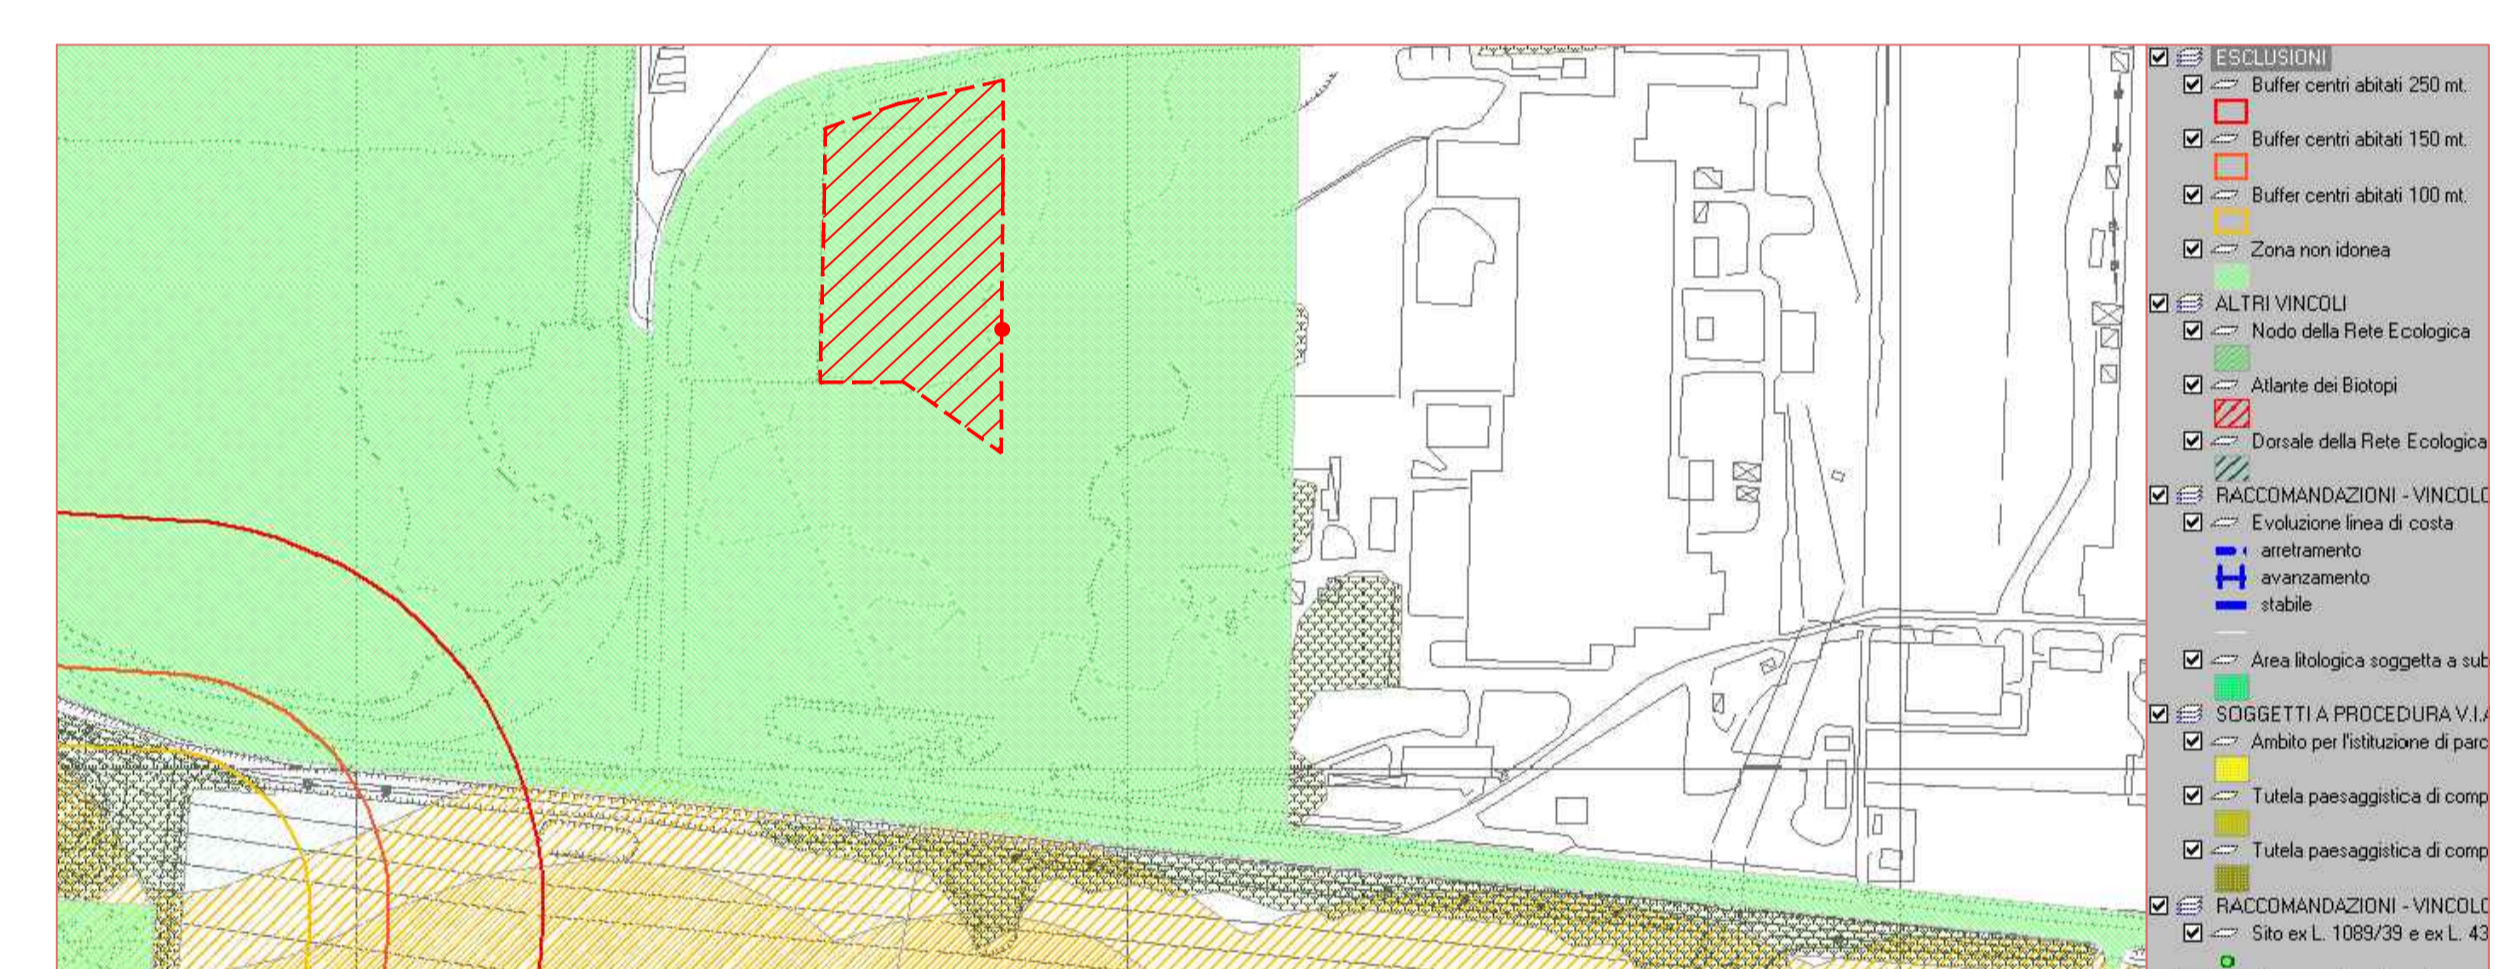 ESCLUSIONI
Buffer centri abitati 250 mt.
Buffer centri abitati 150 mt.
Buffer centri abitati 100 mt.
Zona non idonea
ALTRI VINCOLI
Nodo della Rete Ecologica
Atlante dei Biotopi
Dorsale della Rete Ecologica
RACCOMANDAZIONI - VINCOLO
Evoluzione linea di costa
arretramento
avanzamento
stabile
Area litologica soggetta a sub
SOGGETTI A PROCEDURA V.I.A
Ambito per l'istituzione di parc
Tutela paesaggistica di comp
Tutela paesaggistica di comp
RACCOMANDAZIONI - VINCOLO
Sito ex L. 1089/39 e ex L. 43